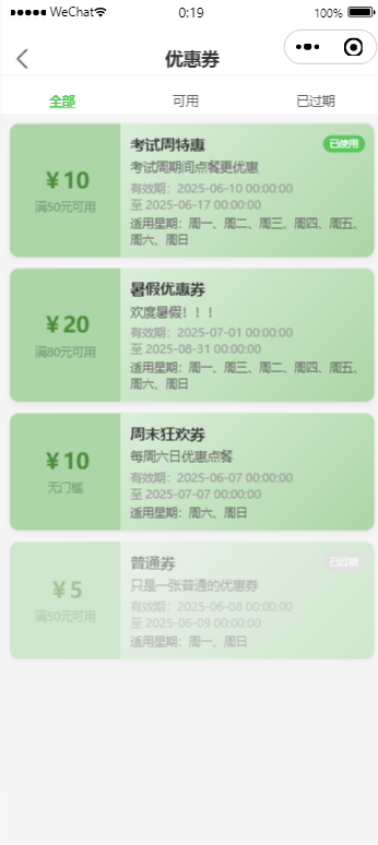 WeChat
0:19
100%
优惠券
全部
可用
已过期
¥10
满50元可用
考试周特惠
已使用
考试周期间点餐更优惠
有效期：2025-06-10 00:00:00
至 2025-06-17 00:00:00
适用星期：周一、周二、周三、周四、周五、
周六、周日
¥20
满80元可用
暑假优惠券
欢度暑假！！！
有效期：2025-07-01 00:00:00
至 2025-08-31 00:00:00
适用星期：周一、周三、周二、周四、周五、
周六、周日
¥10
无门槛
周末狂欢券
每周六日优惠点餐
有效期：2025-06-07 00:00:00
至 2025-07-07 00:00:00
适用星期：周六、周日
¥5
满50元可用
普通券
已过期
只是一张普通的优惠券
有效期：2025-06-08 00:00:00
至 2025-06-09 00:00:00
适用星期：周一、周日